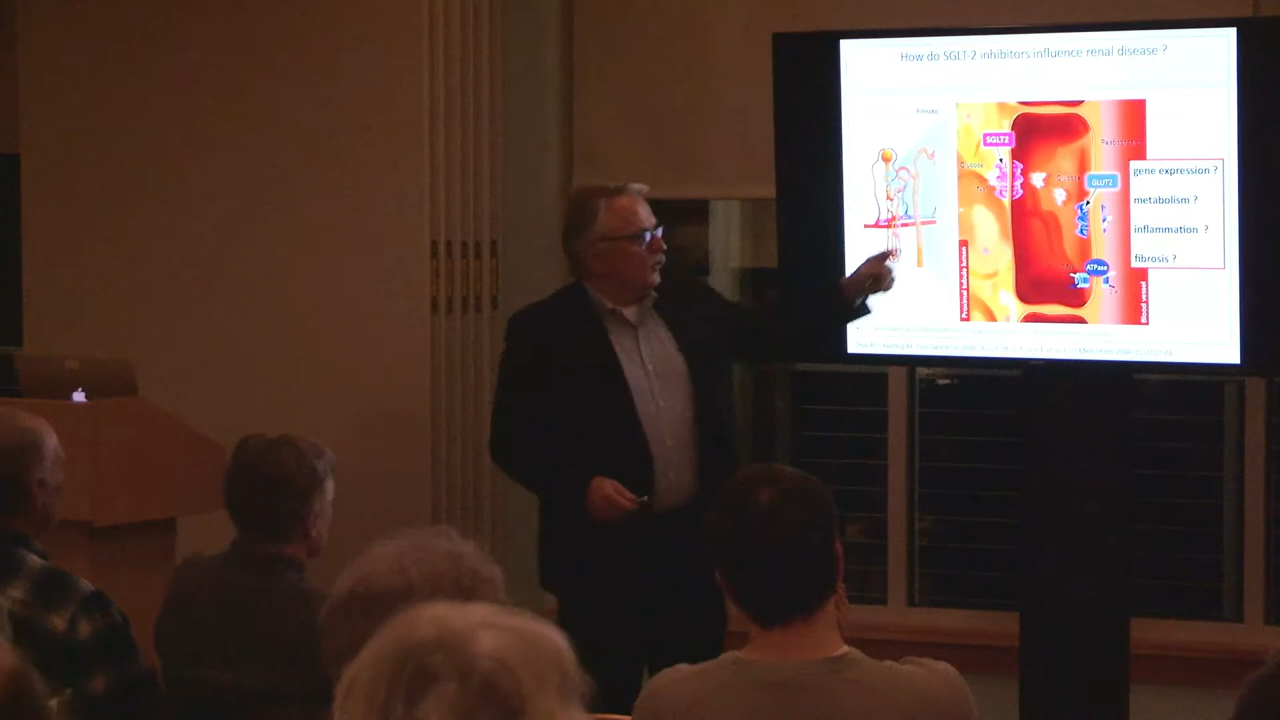 How do SGLT-2 inhibitors influence renal disease ?
SGLT2
GLUT2
gene expression ?
metabolism ?
inflammation ?
fibrosis ?
ATPase
Proximal tubule lumen
Blood vessel